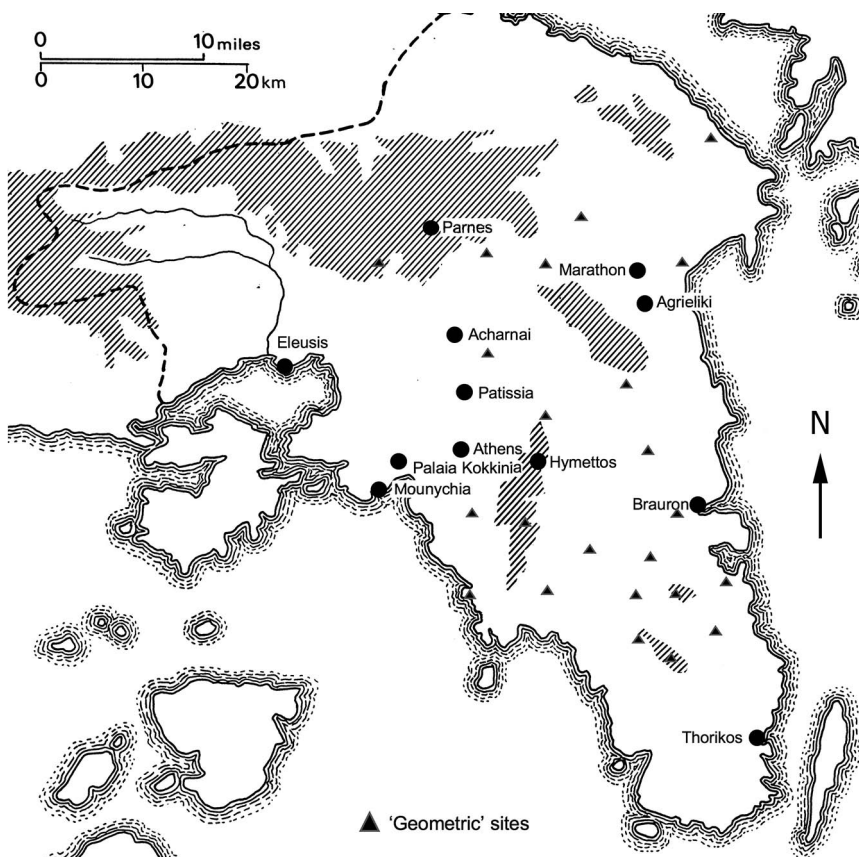 0 10 miles
0 10 20 km
Parnes
Marathon
Agrieliki
Acharnai
Eleusis
Patissia
N
Athens
Hymettos
Palaia Kokkinia
Mounychia
Brauron
Thorikos
'Geometric' sites